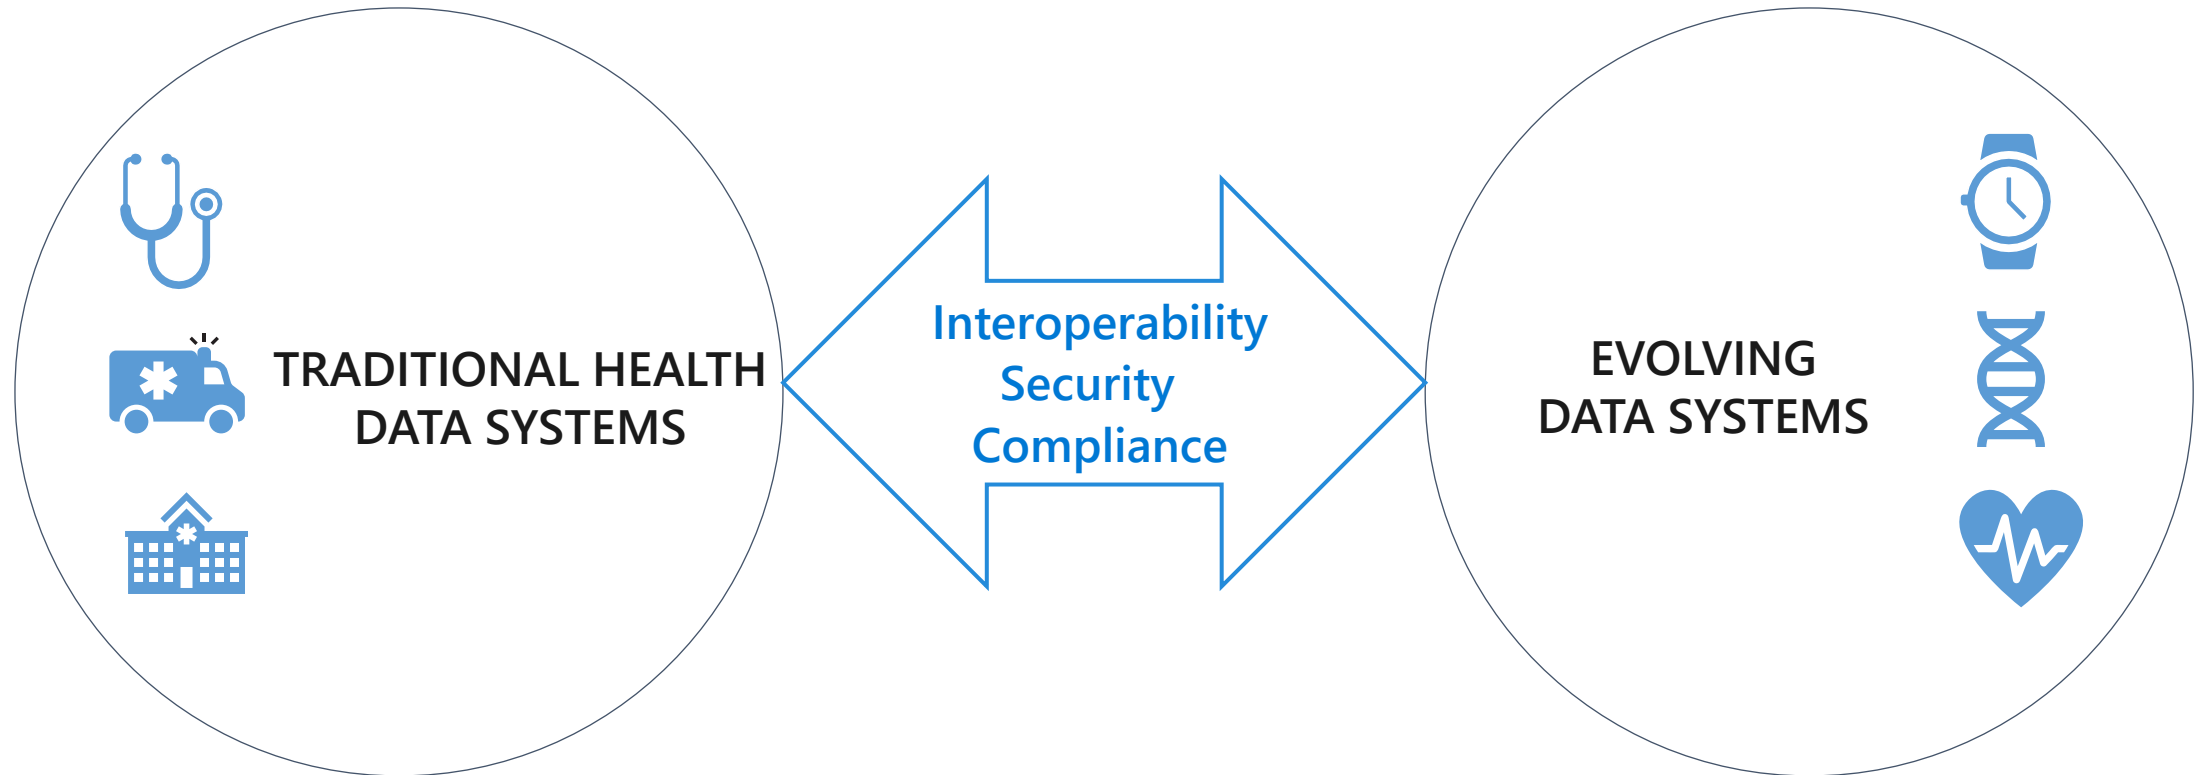 TRADITIONAL HEALTH
DATA SYSTEMS
Interoperability
Security
Compliance
EVOLVING
DATA SYSTEMS